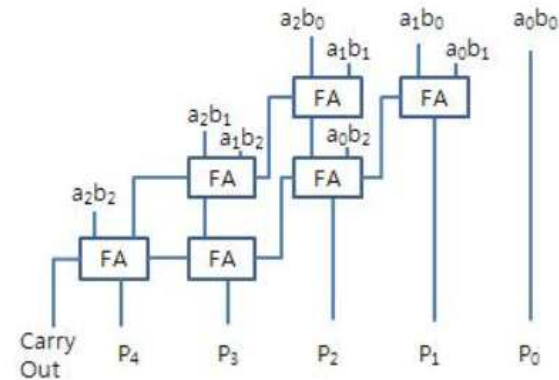 a₂b₀ a₁b₀ a₀b₀
a₁b₁ a₀b₁
FA FA
a₂b₁
a₁b₂ a₀b₂
FA FA
a₂b₂
FA FA
Carry
Out P₄ P₃ P₂ P₁ P₀